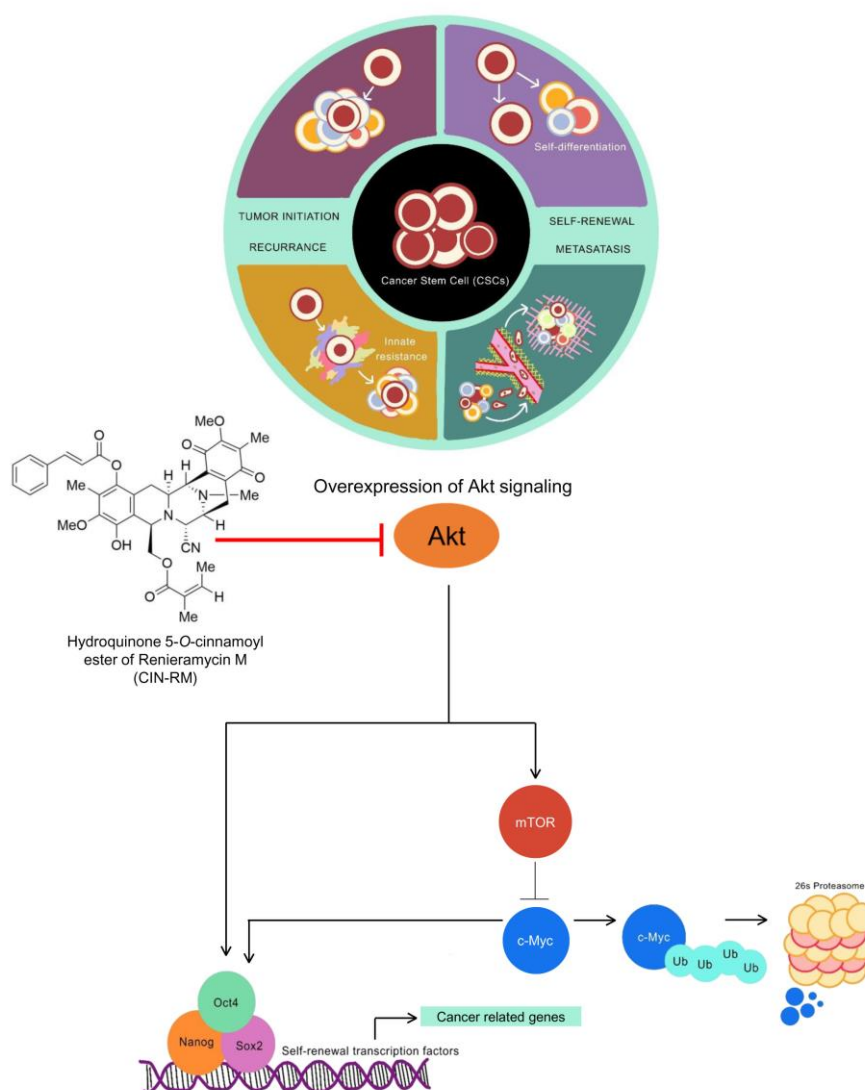 Self-differentiation
TUMOR INITIATION
RECURRANCE
SELF-RENEWAL
METASATASIS
Cancer Stem Cell (CSCs)
Innate
resistance
O
O
Me
MeO
OH
H
H
N
N
Me
H
CN
O
MeO
Me
O
O
O
Me
H
Me
Hydroquinone 5-O-cinnamoyl
ester of Renieramycin M
(CIN-RM)
Overexpression of Akt signaling
Akt
mTOR
c-Myc
c-Myc
Ub
Ub
Ub
Ub
26s Proteasome
Oct4
Nanog
Sox2
Self-renewal transcription factors
Cancer related genes